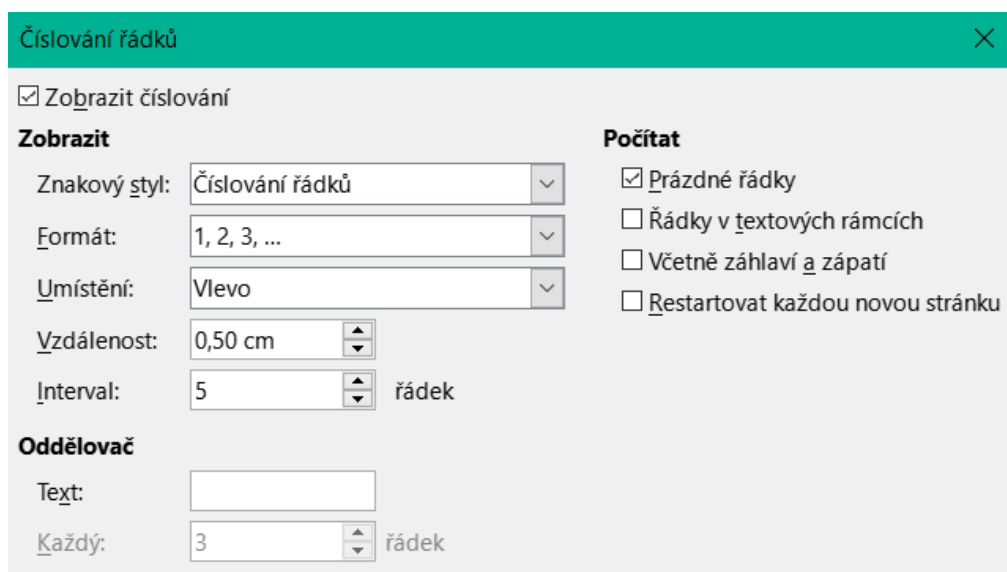 Číslování řádků
Zobrazit číslování
Zobrazit
Znakový styl: Číslování řádků
Formát: 1, 2, 3, ...
Umístění: Vlevo
Vzdálenost: 0,50 cm
Interval: 5 řádek
Oddělovač
Text:
Každý: 3 řádek
Počítat
Prázdné řádky
Řádky v textových rámcích
Včetně záhlaví a zápatí
Restartovat každou novou stránku